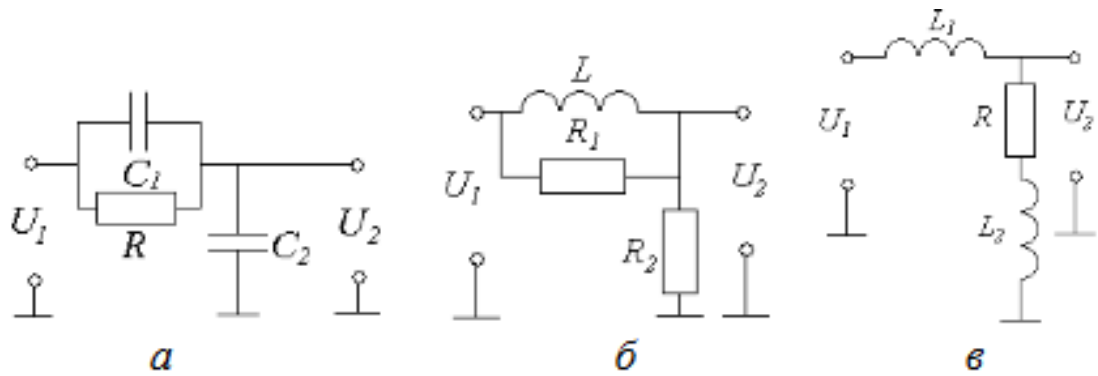 C₁
R
U₁
U₂
C₂
а
L
R₁
U₁
U₂
R₂
б
L₁
U₁
R
U₂
L₂
в